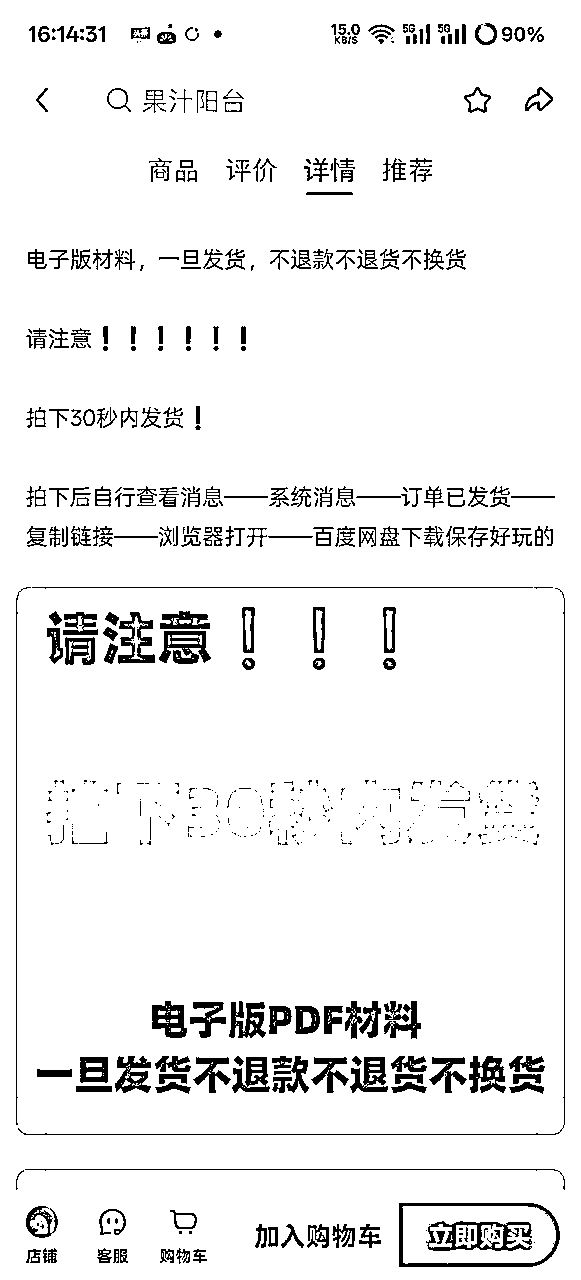 16:14:31 15.0 KB/S 5G 5G 90%
果汁阳台
商品 评价 详情 推荐
电子版材料，一旦发货，不退款不退货不换货
请注意❗❗❗❗❗❗
拍下30秒内发货❗
拍下后自行查看消息——系统消息——订单已发货——
复制链接——浏览器打开——百度网盘下载保存好玩的
请注意！！！
拍下30秒内发货
电子版PDF材料
一旦发货不退款不退货不换货
店铺 客服 购物车 加入购物车 立即购买